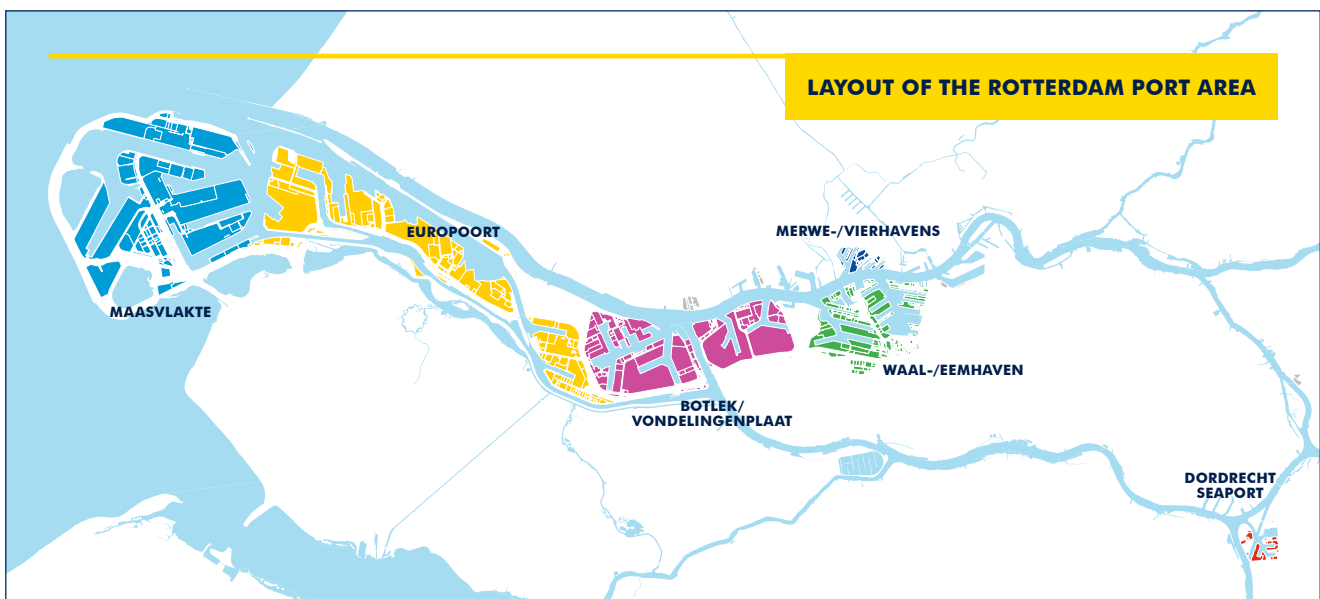 LAYOUT OF THE ROTTERDAM PORT AREA
EUROPOORT
MERWE-/VIERHAVENS
MAASVLAKTE
WAAL-/EEMHAVEN
BOTLEK/
VONDELINGENPLAAT
DORDRECHT
SEAPORT